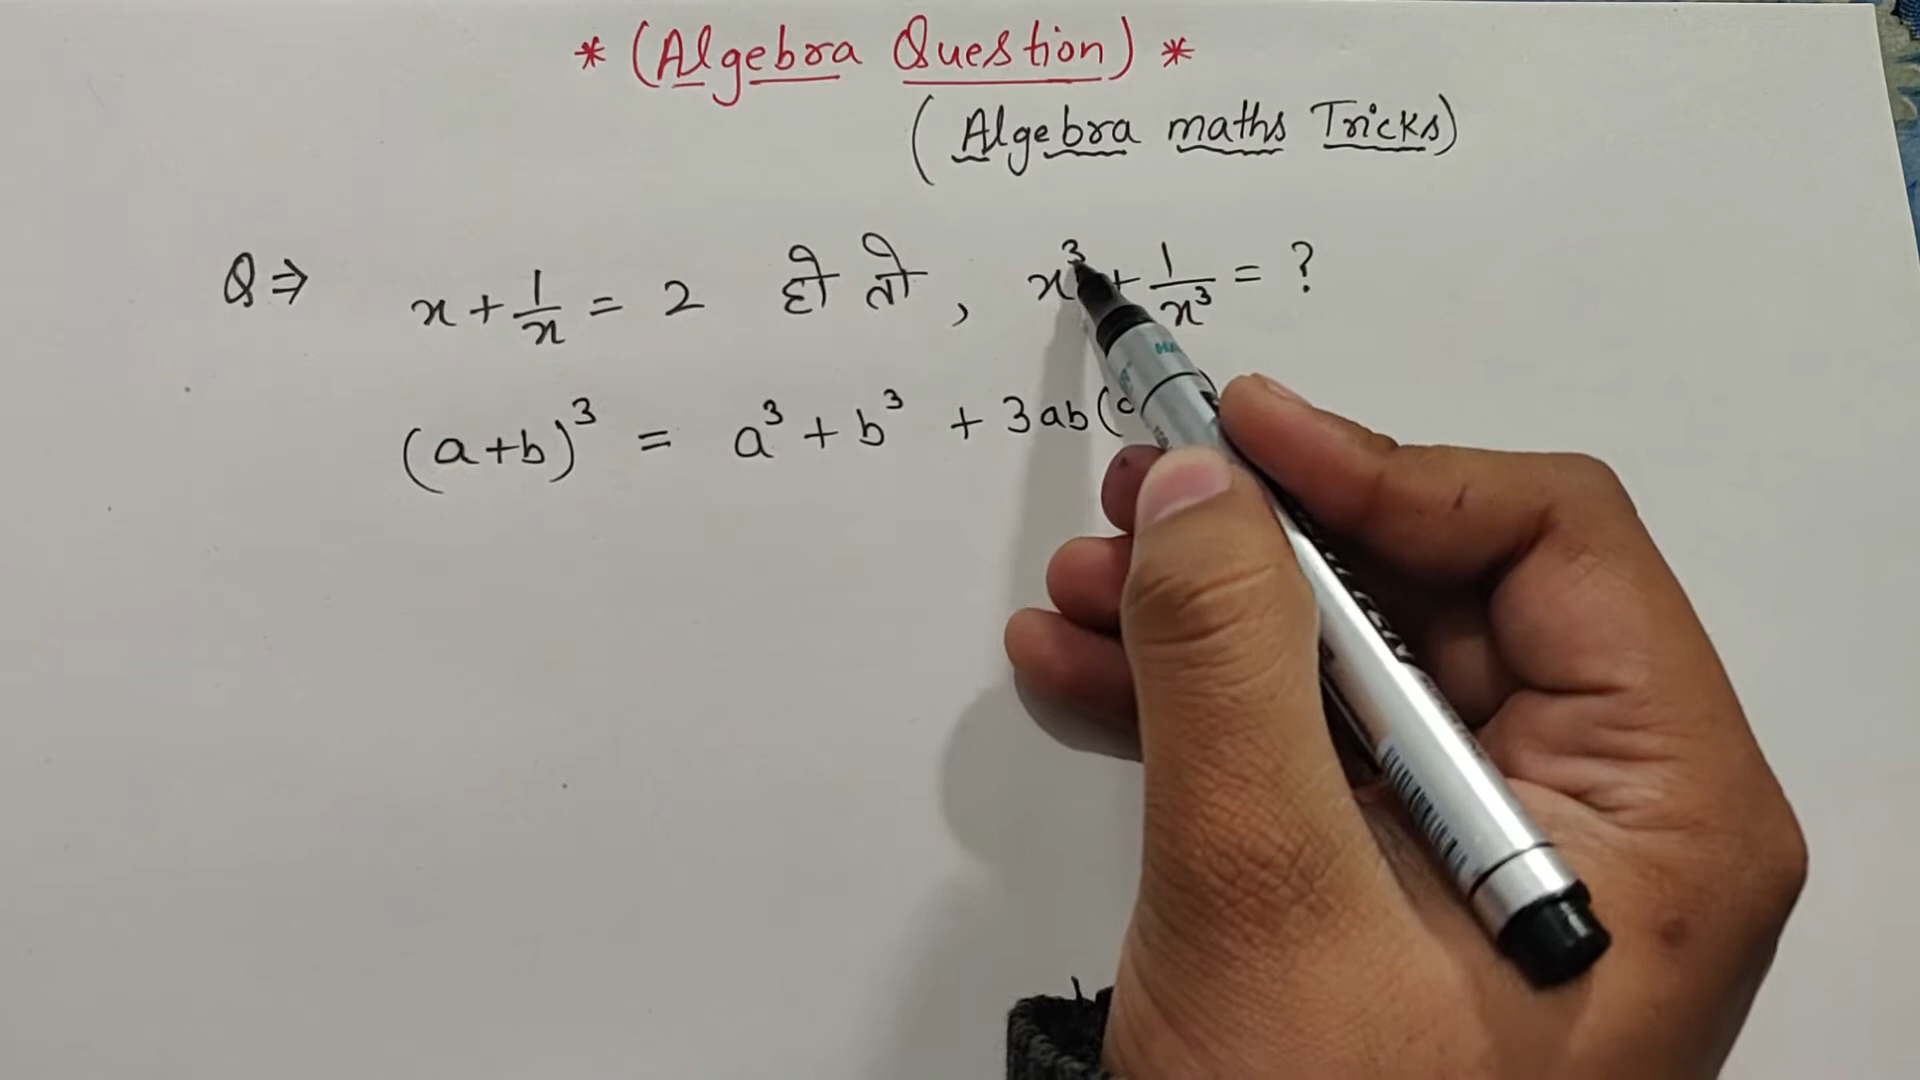 * (Algebra Question) *
(Algebra maths Tricks)
Q ⇒ x + 1/x = 2 हो तो , x³ + 1/x³ = ?
(a+b)³ = a³ + b³ + 3ab(